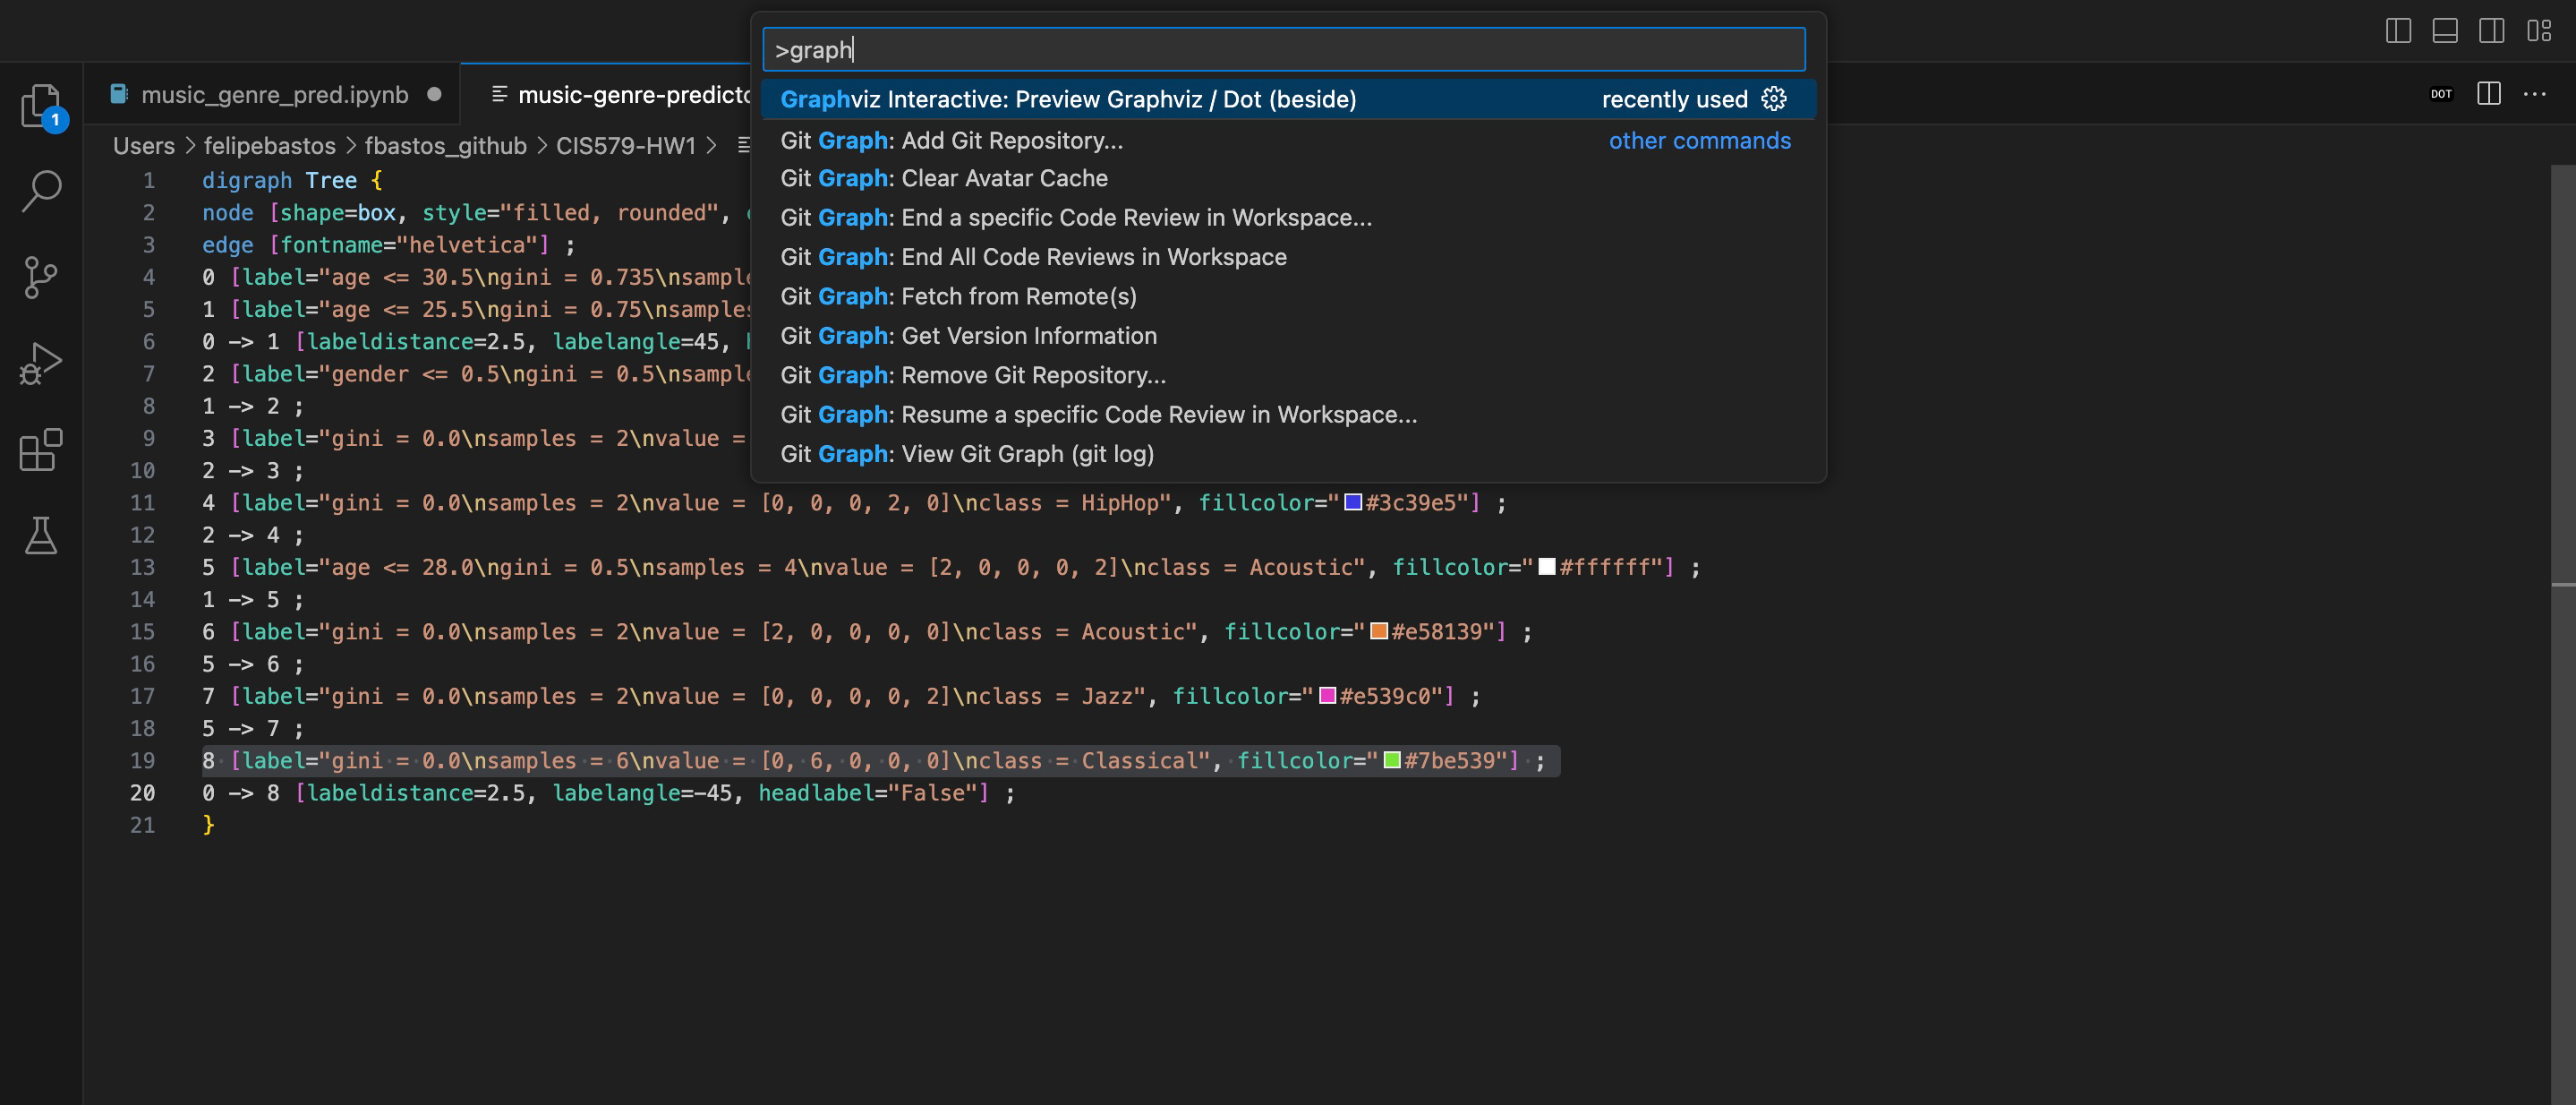 >graph
Graphviz Interactive: Preview Graphviz / Dot (beside) recently used
Git Graph: Add Git Repository... other commands
Git Graph: Clear Avatar Cache
Git Graph: End a specific Code Review in Workspace...
Git Graph: End All Code Reviews in Workspace
Git Graph: Fetch from Remote(s)
Git Graph: Get Version Information
Git Graph: Remove Git Repository...
Git Graph: Resume a specific Code Review in Workspace...
Git Graph: View Git Graph (git log)
1
music_genre_pred.ipynb music-genre-predicto
DOT
Users > felipebastos > fbastos_github > CIS579-HW1 >
1 digraph Tree {
2 node [shape=box, style="filled, rounded",
3 edge [fontname="helvetica"] ;
4 0 [label="age <= 30.5\ngini = 0.735\nsample
5 1 [label="age <= 25.5\ngini = 0.75\nsamples
6 0 -> 1 [labeldistance=2.5, labelangle=45,
7 2 [label="gender <= 0.5\ngini = 0.5\nsample
8 1 -> 2 ;
9 3 [label="gini = 0.0\nsamples = 2\nvalue =
10 2 -> 3 ;
11 4 [label="gini = 0.0\nsamples = 2\nvalue = [0, 0, 0, 2, 0]\nclass = HipHop", fillcolor="#3c39e5"] ;
12 2 -> 4 ;
13 5 [label="age <= 28.0\ngini = 0.5\nsamples = 4\nvalue = [2, 0, 0, 0, 2]\nclass = Acoustic", fillcolor="#ffffff"] ;
14 1 -> 5 ;
15 6 [label="gini = 0.0\nsamples = 2\nvalue = [2, 0, 0, 0, 0]\nclass = Acoustic", fillcolor="#e58139"] ;
16 5 -> 6 ;
17 7 [label="gini = 0.0\nsamples = 2\nvalue = [0, 0, 0, 0, 2]\nclass = Jazz", fillcolor="#e539c0"] ;
18 5 -> 7 ;
19 8 [label="gini = 0.0\nsamples = 6\nvalue = [0, 6, 0, 0, 0]\nclass = Classical", fillcolor="#7be539"] ;
20 0 -> 8 [labeldistance=2.5, labelangle=-45, headlabel="False"] ;
21 }